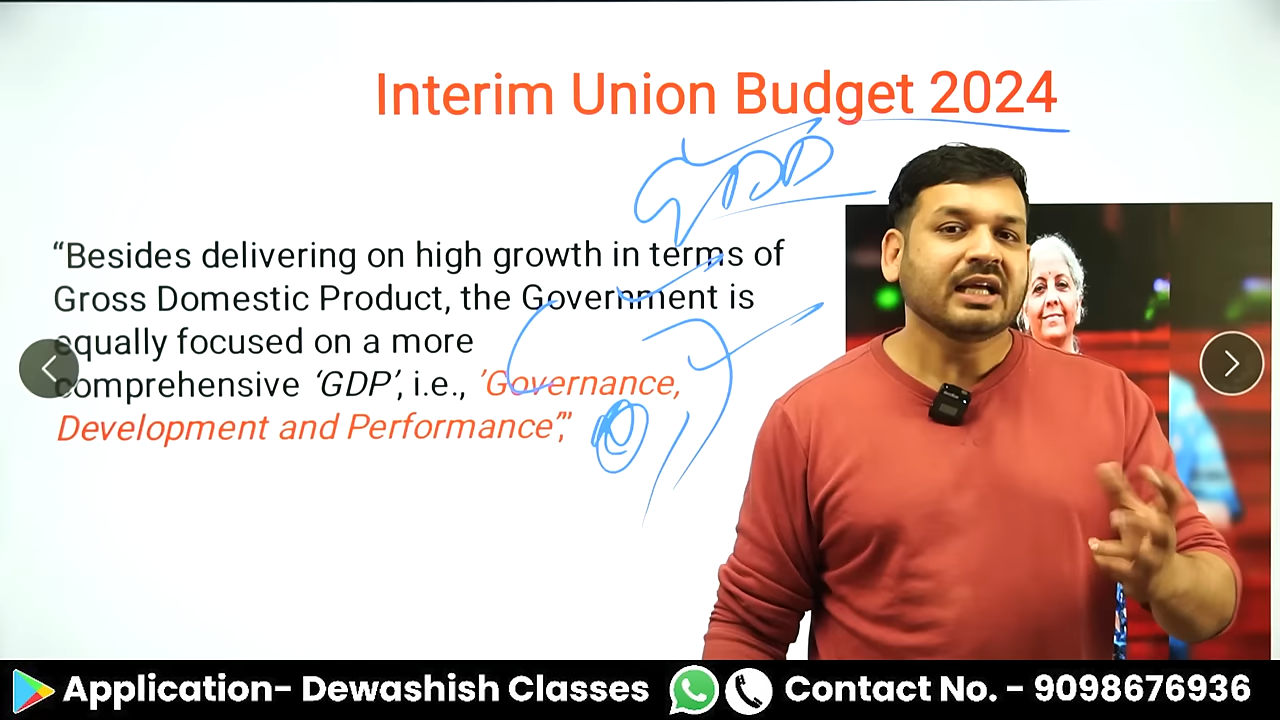 Interim Union Budget 2024
“Besides delivering on high growth in terms of
Gross Domestic Product, the Government is
equally focused on a more
comprehensive ‘GDP’, i.e., ’Governance,
Development and Performance’,”
Application- Dewashish Classes
Contact No. - 9098676936